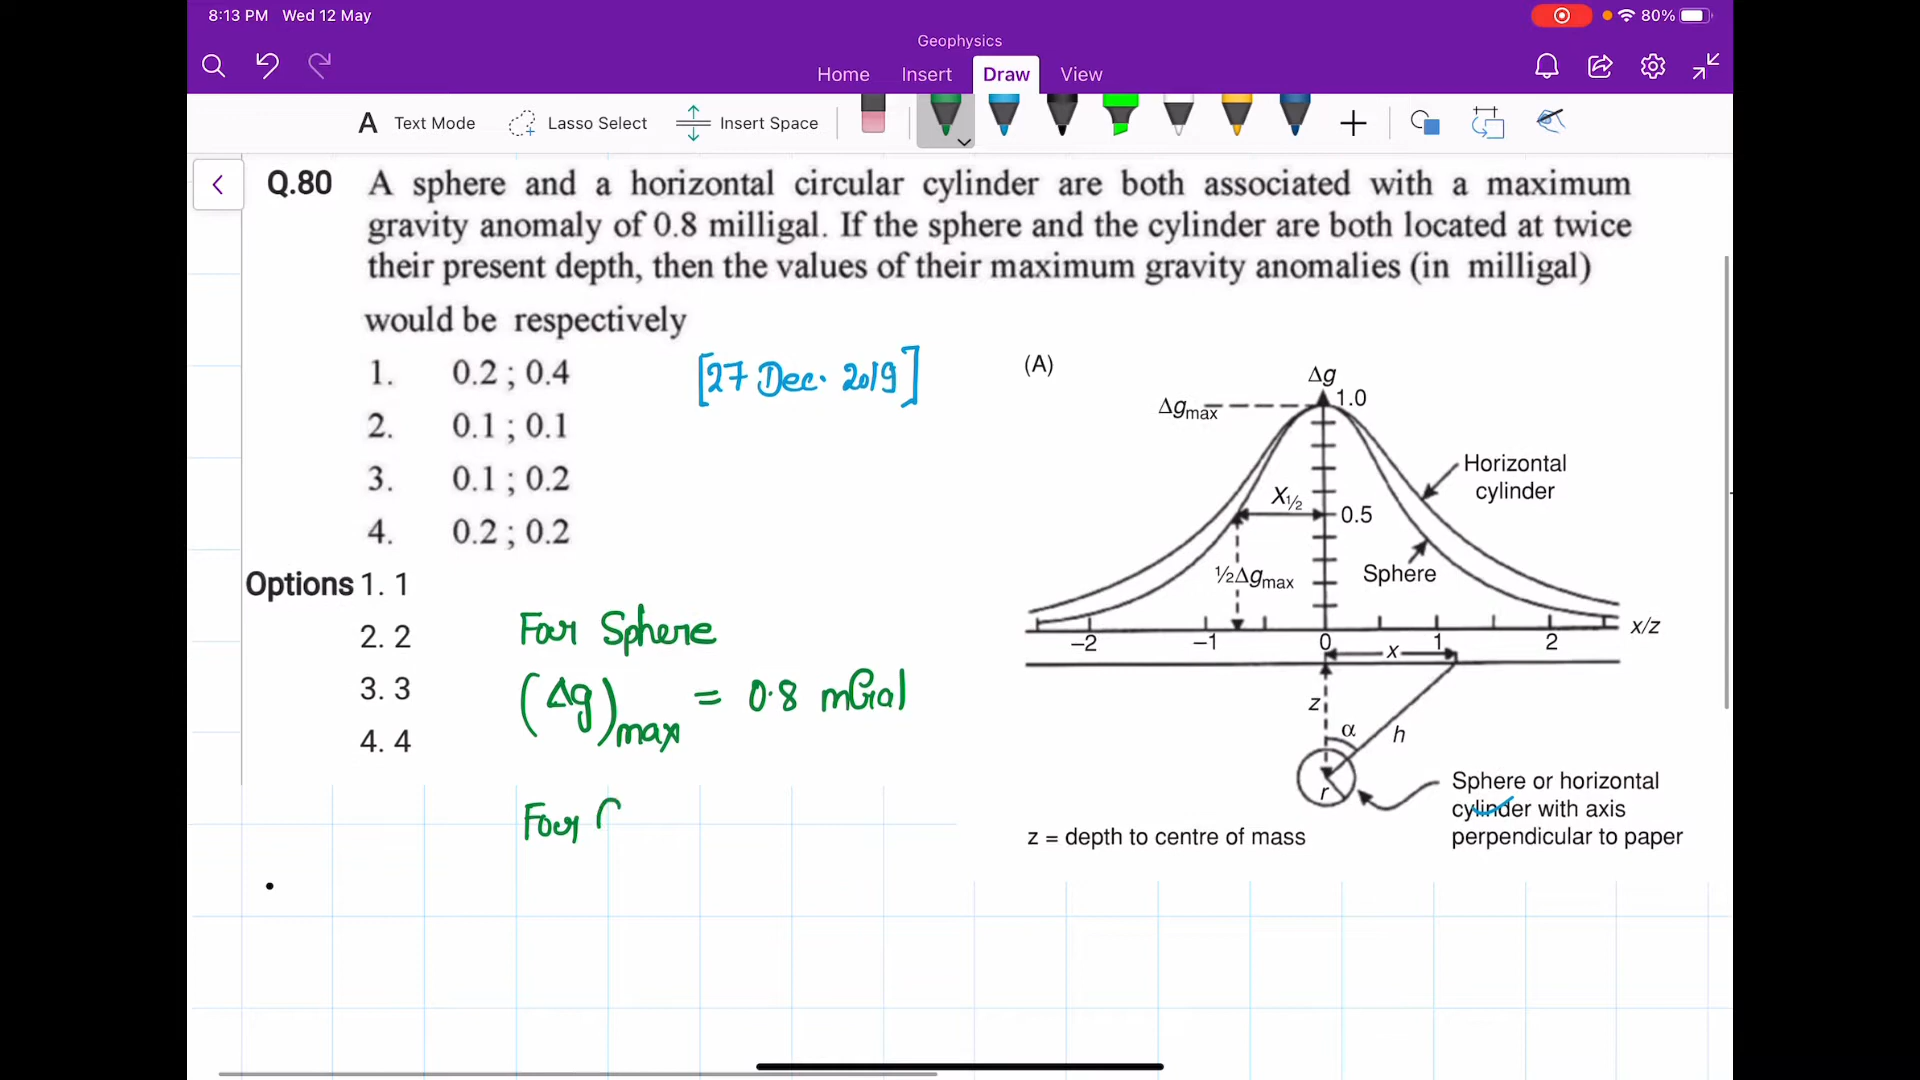 8:13 PM Wed 12 May
80%
Geophysics
Home Insert Draw View
A Text Mode Lasso Select Insert Space
Q.80 A sphere and a horizontal circular cylinder are both associated with a maximum
gravity anomaly of 0.8 milligal. If the sphere and the cylinder are both located at twice
their present depth, then the values of their maximum gravity anomalies (in milligal)
would be respectively
1. 0.2 ; 0.4
2. 0.1 ; 0.1
3. 0.1 ; 0.2
4. 0.2 ; 0.2
[27 Dec. 2019]
Options 1. 1
2. 2
3. 3
4. 4
For Sphere
(Δg)max = 0.8 mGal
For C
(A)
Δg
Δgmax
1.0
Horizontal
cylinder
X½
0.5
½Δgmax
Sphere
x/z
–2 –1 0 1 2
x
z
α
h
r
Sphere or horizontal
cylinder with axis
perpendicular to paper
z = depth to centre of mass